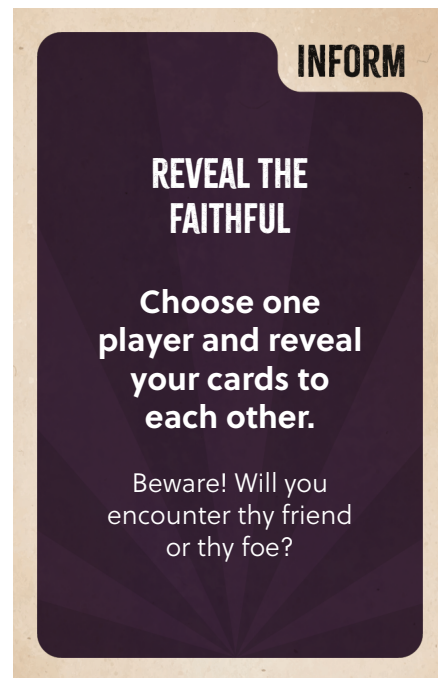 INFORM
REVEAL THE
FAITHFUL
Choose one
player and reveal
your cards to
each other.
Beware! Will you
encounter thy friend
or thy foe?